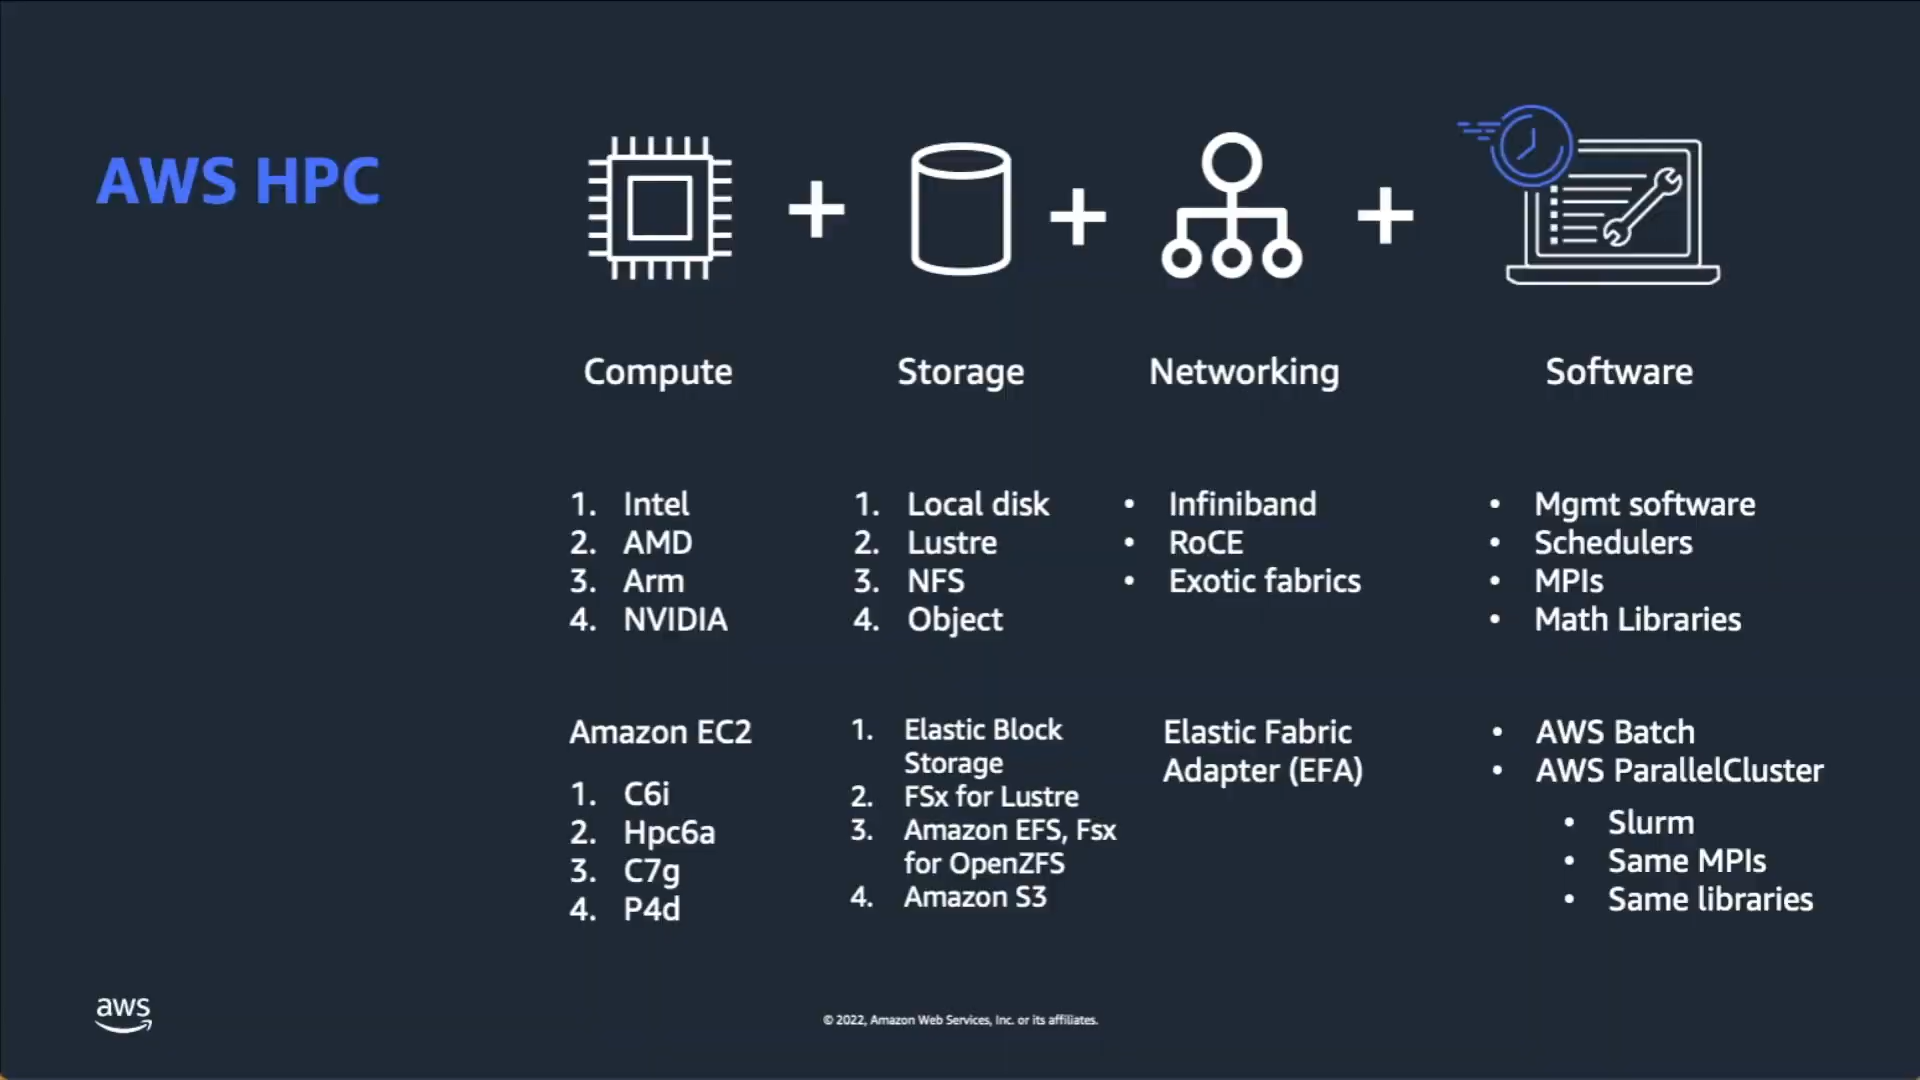 AWS HPC
Compute
Storage
Networking
Software
1. Intel
2. AMD
3. Arm
4. NVIDIA
1. Local disk
2. Lustre
3. NFS
4. Object
• Infiniband
• RoCE
• Exotic fabrics
• Mgmt software
• Schedulers
• MPIs
• Math Libraries
Amazon EC2
1. C6i
2. Hpc6a
3. C7g
4. P4d
1. Elastic Block
Storage
2. FSx for Lustre
3. Amazon EFS, Fsx
for OpenZFS
4. Amazon S3
Elastic Fabric
Adapter (EFA)
• AWS Batch
• AWS ParallelCluster
• Slurm
• Same MPIs
• Same libraries
aws
© 2022, Amazon Web Services, Inc. or its affiliates.